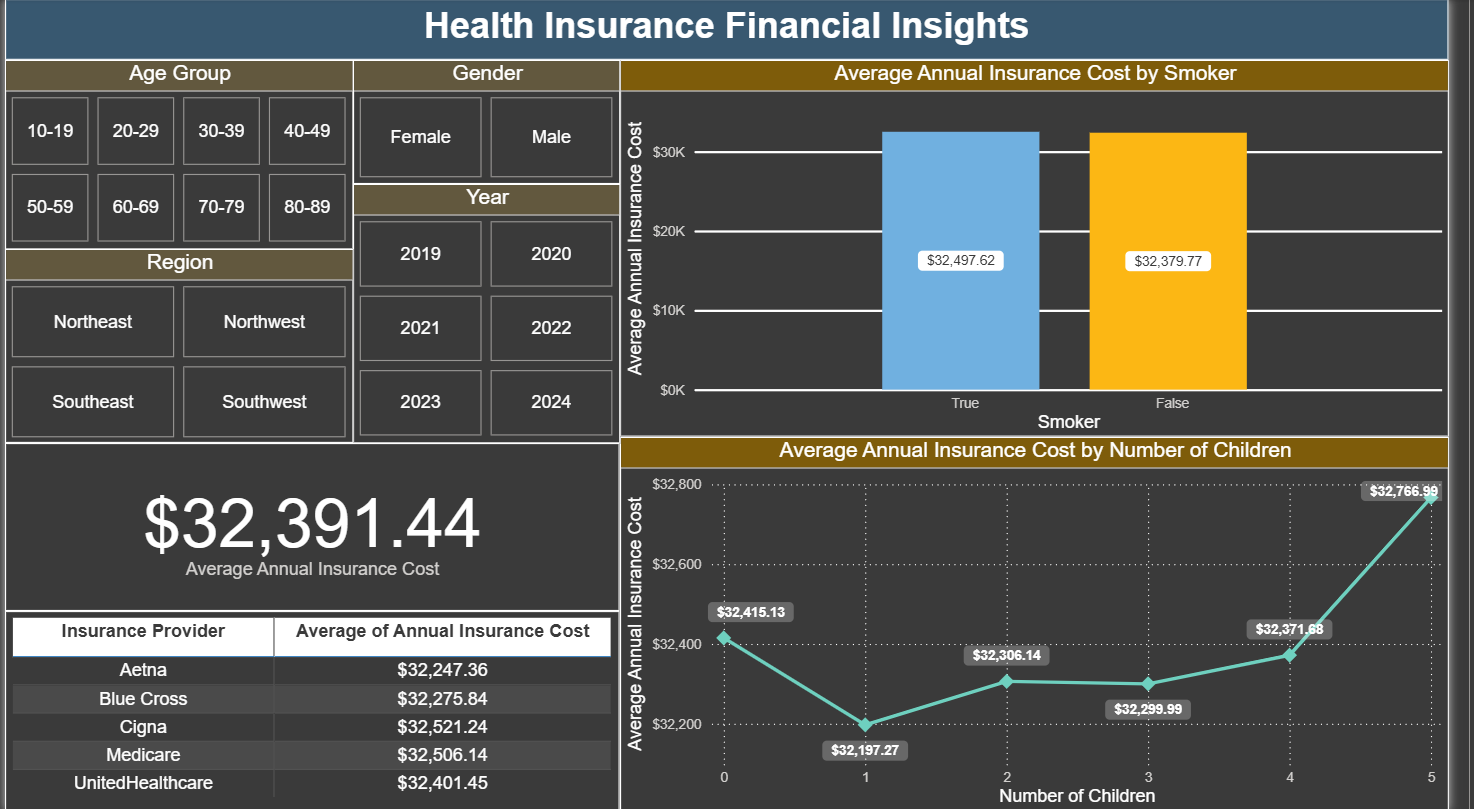 Health Insurance Financial Insights
Age Group
10-19 20-29 30-39 40-49
50-59 60-69 70-79 80-89
Region
Northeast Northwest
Southeast Southwest
Gender
Female Male
Year
2019 2020
2021 2022
2023 2024
$32,391.44
Average Annual Insurance Cost
Insurance Provider Average of Annual Insurance Cost
Aetna $32,247.36
Blue Cross $32,275.84
Cigna $32,521.24
Medicare $32,506.14
UnitedHealthcare $32,401.45
Average Annual Insurance Cost by Smoker
Average Annual Insurance Cost
$30K
$20K
$10K
$0K
$32,497.62 $32,379.77
True False
Smoker
Average Annual Insurance Cost by Number of Children
Average Annual Insurance Cost
$32,800
$32,600
$32,400
$32,200
$32,415.13
$32,197.27
$32,306.14
$32,299.99
$32,371.68
$32,766.99
0 1 2 3 4 5
Number of Children